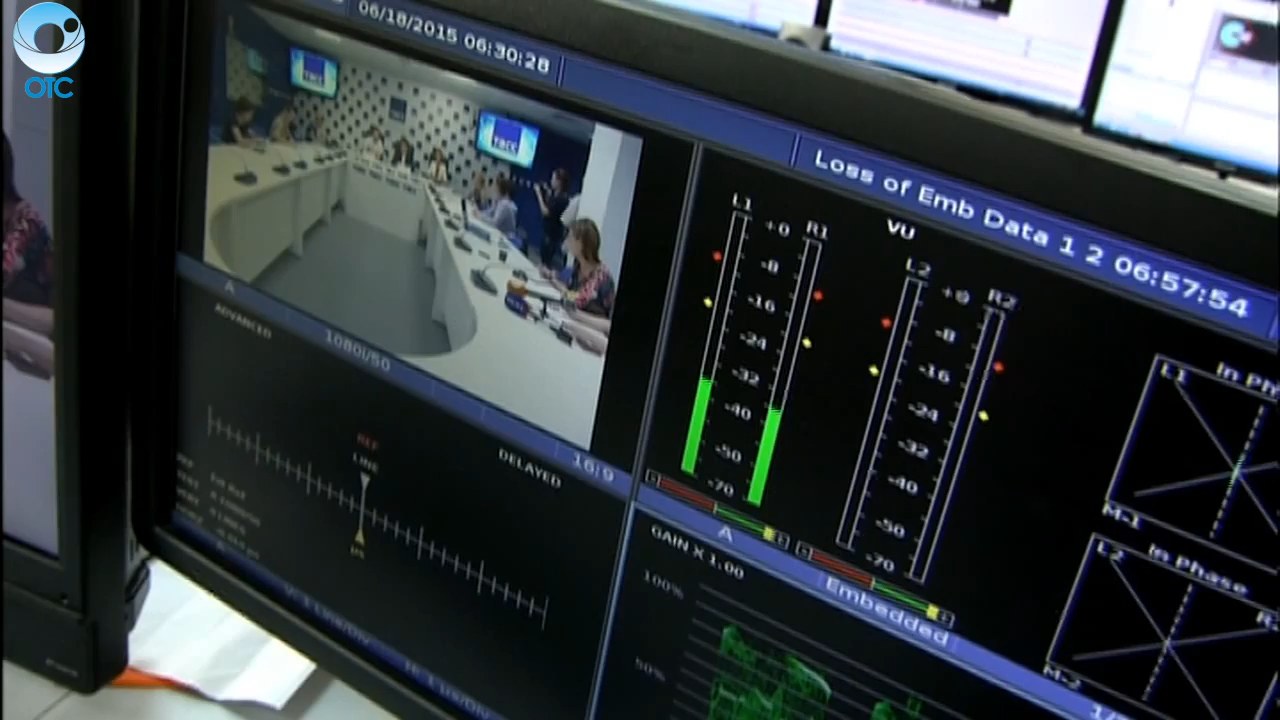 ОТС
06/18/2015 06:30:28
Loss of Emb Data 1 2 06:57:54
ТАСС
ТАСС
A
1080i/50
16:9
ADVANCED
DELAYED
REF
LINE
VU
L1
R1
+0
-8
-16
-24
-32
-40
-50
-70
L2
R2
+0
-8
-16
-24
-32
-40
-50
-70
A
Embedded
GAIN X 1.00
100%
50%
L1
In Ph
M-1
L2
In Phase
R
M-2